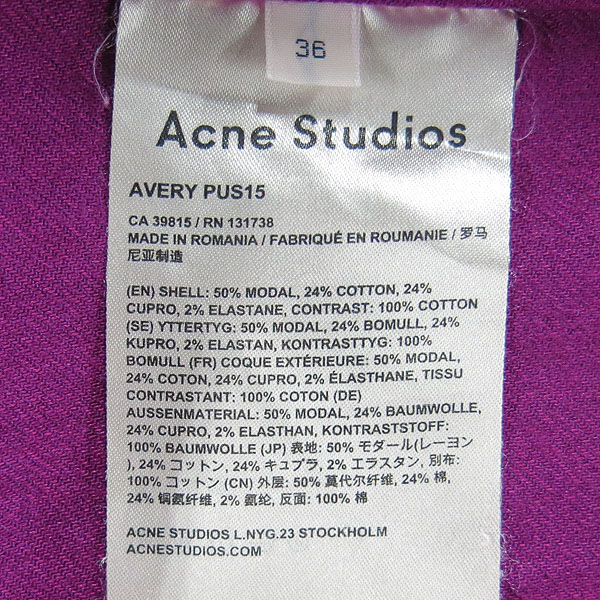 36
Acne Studios
AVERY PUS15
CA 39815 / RN 131738
MADE IN ROMANIA / FABRIQUÉ EN ROUMANIE / 罗马
尼亚制造
(EN) SHELL: 50% MODAL, 24% COTTON, 24%
CUPRO, 2% ELASTANE, CONTRAST: 100% COTTON
(SE) YTTERTYG: 50% MODAL, 24% BOMULL, 24%
KUPRO, 2% ELASTAN, KONTRASTTYG: 100%
BOMULL (FR) COQUE EXTÉRIEURE: 50% MODAL,
24% COTON, 24% CUPRO, 2% ÉLASTHANE, TISSU
CONTRASTANT: 100% COTON (DE)
AUSSENMATERIAL: 50% MODAL, 24% BAUMWOLLE,
24% CUPRO, 2% ELASTHAN, KONTRASTSTOFF:
100% BAUMWOLLE (JP) 表地: 50% モダール(レーヨン
), 24% コットン, 24% キュプラ, 2% エラスタン, 別布:
100% コットン (CN) 外层: 50% 莫代尔纤维, 24% 棉,
24% 铜氨纤维, 2% 氨纶, 反面: 100% 棉
ACNE STUDIOS L.NYG.23 STOCKHOLM
ACNESTUDIOS.COM